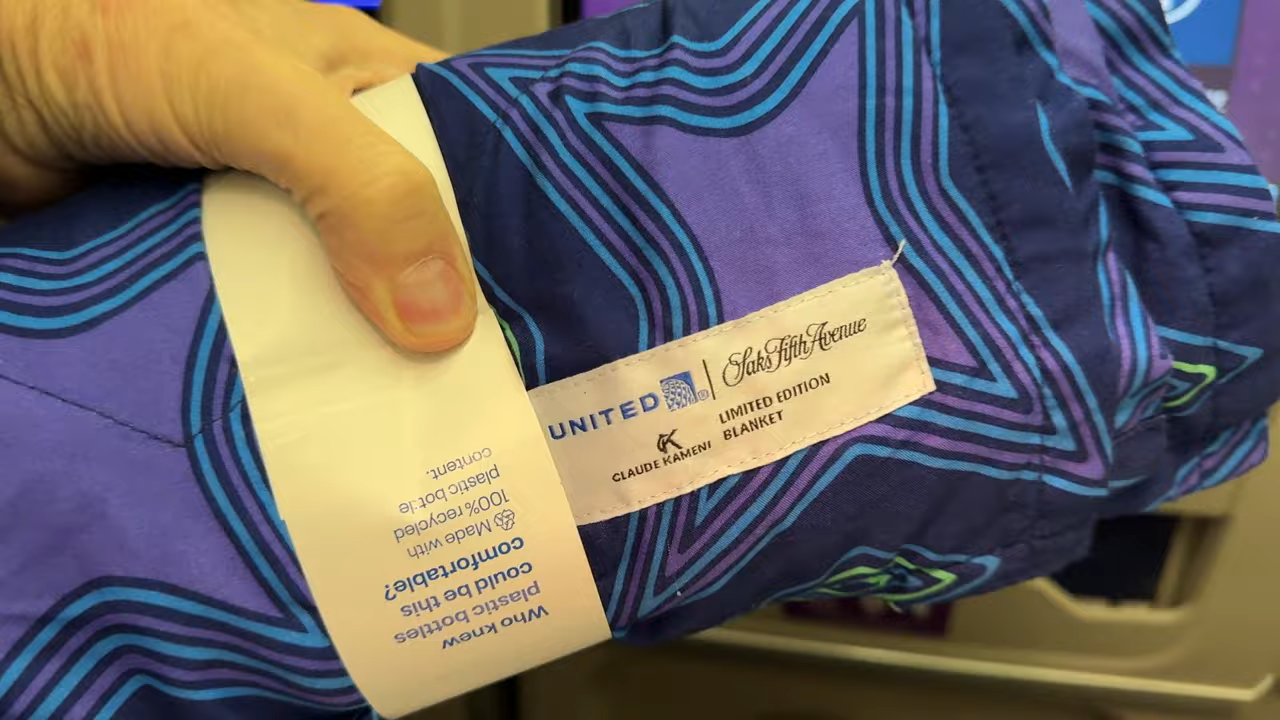 UNITED | Saks Fifth Avenue
CK
CLAUDE KAMENI
LIMITED EDITION
BLANKET
Who knew
plastic bottles
could be this
comfortable?
Made with
100% recycled
plastic bottle
content.